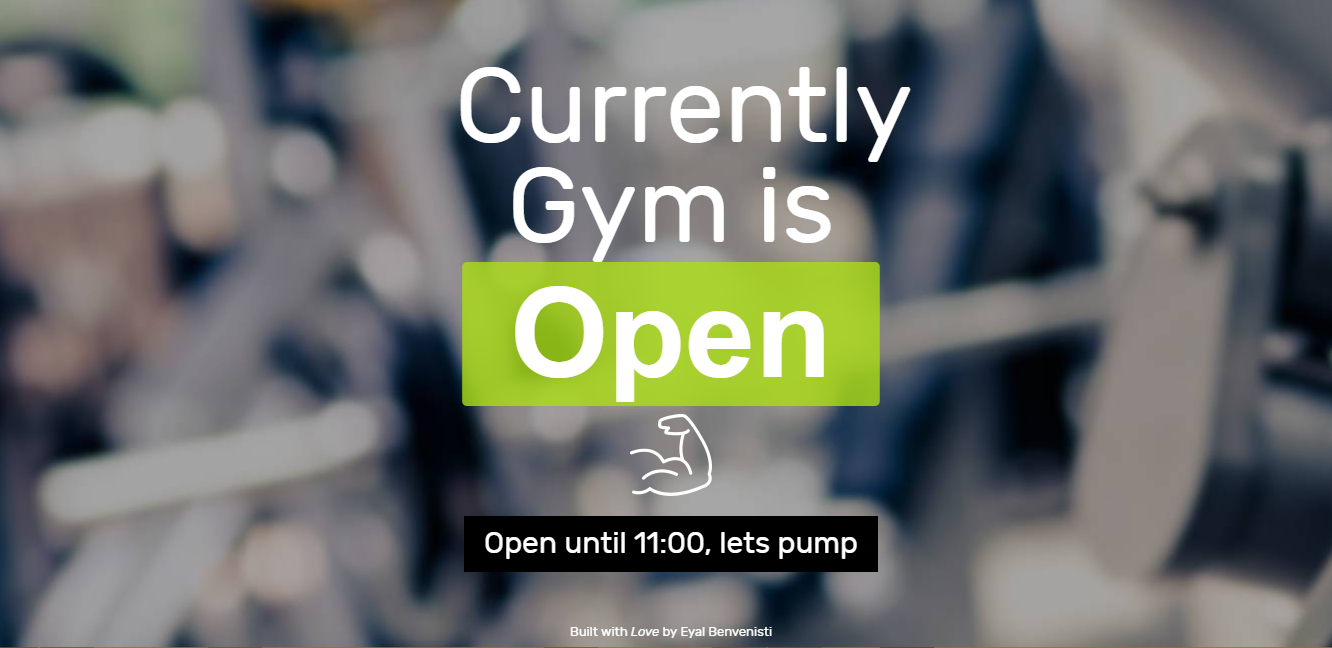 Currently
Gym is
Open
Open until 11:00, lets pump
Built with Love by Eyal Benvenisti